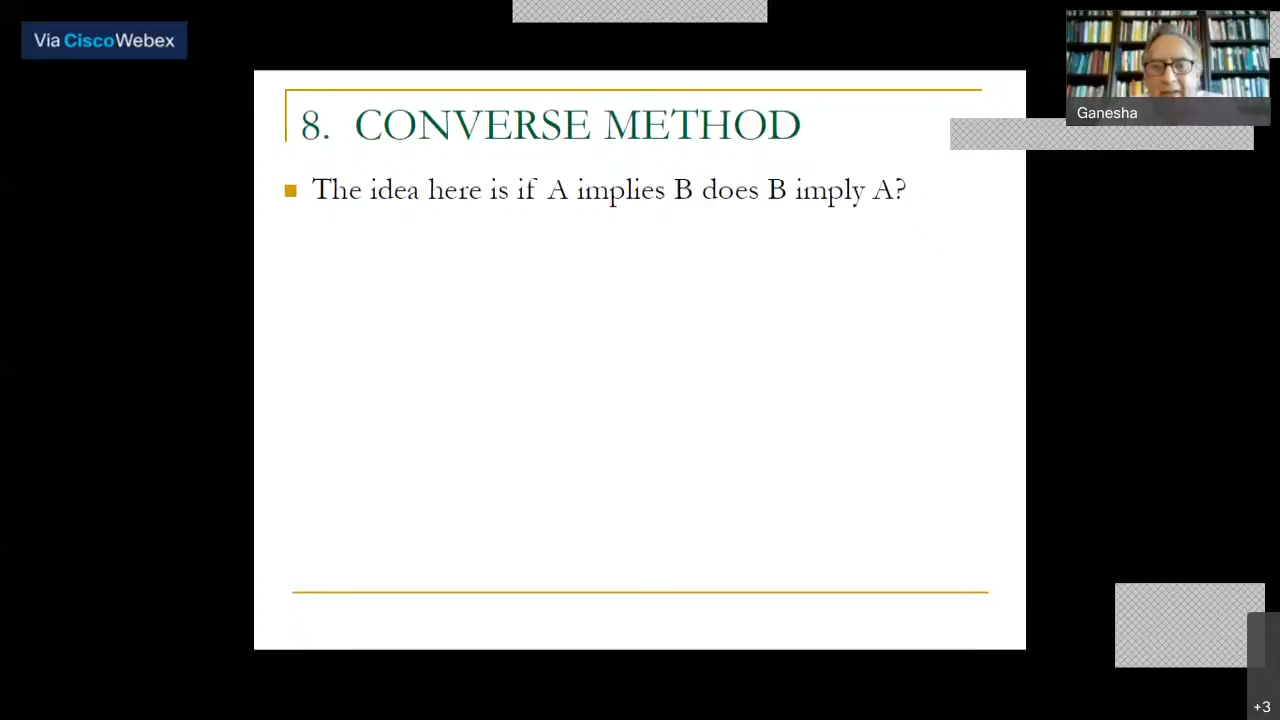 Via Cisco Webex
Ganesha
8. CONVERSE METHOD
The idea here is if A implies B does B imply A?
+3